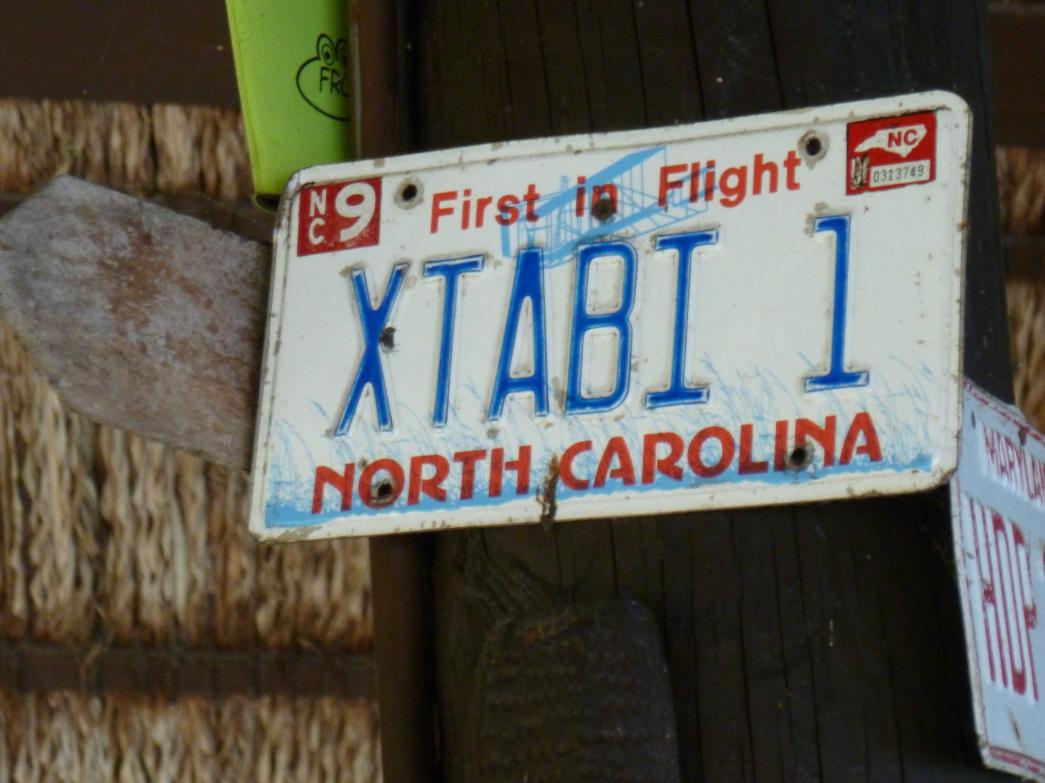 NC 9
First in Flight
NC
0313749
XTABI 1
NORTH CAROLINA